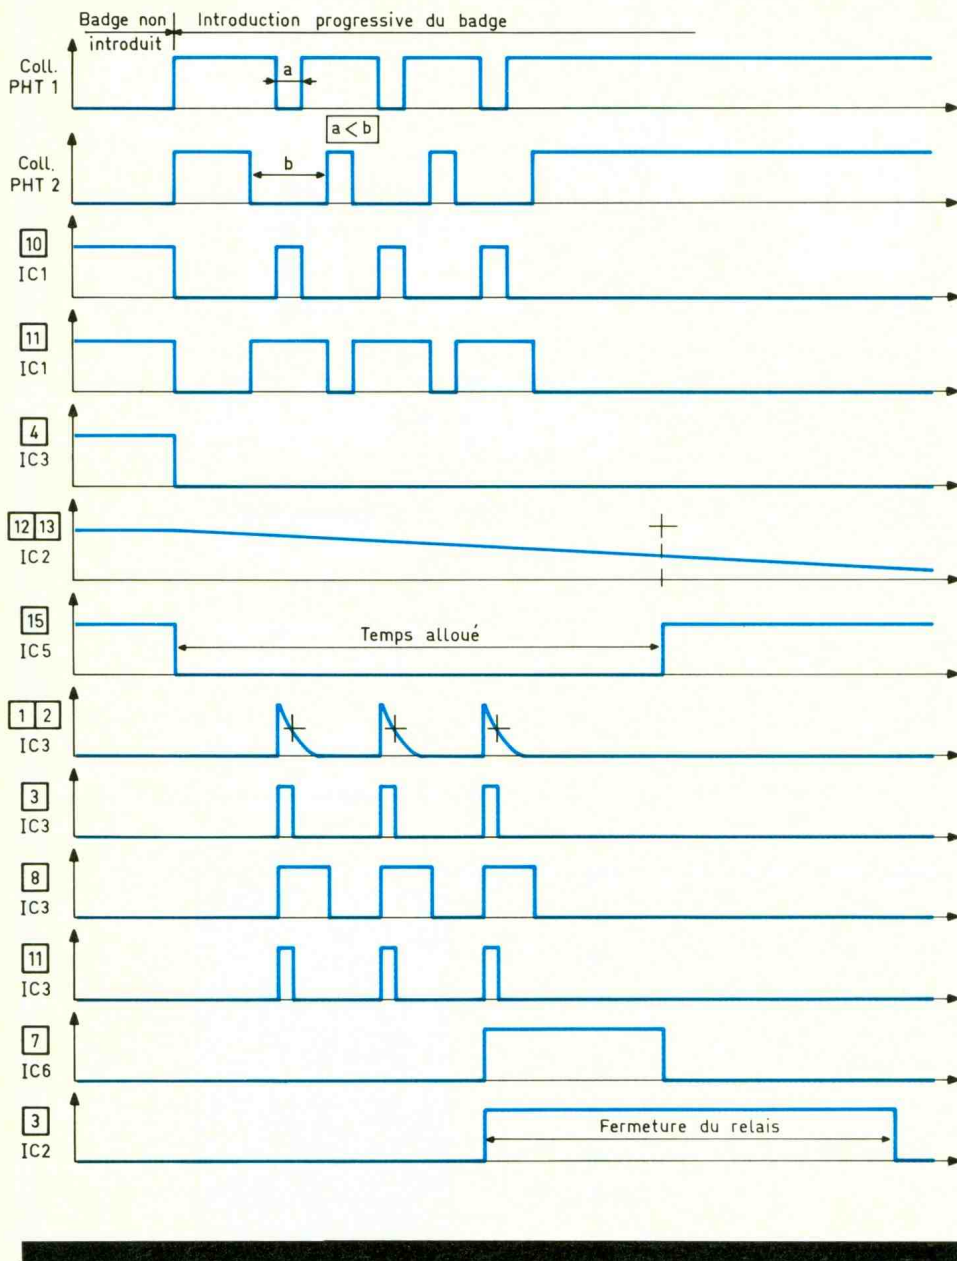 Badge non introduit
Introduction progressive du badge
Coll. PHT 1
a
a < b
Coll. PHT 2
b
10
IC1
11
IC1
4
IC3
12 13
IC2
15
IC5
Temps alloué
1 2
IC3
3
IC3
8
IC3
11
IC3
7
IC6
3
IC2
Fermeture du relais